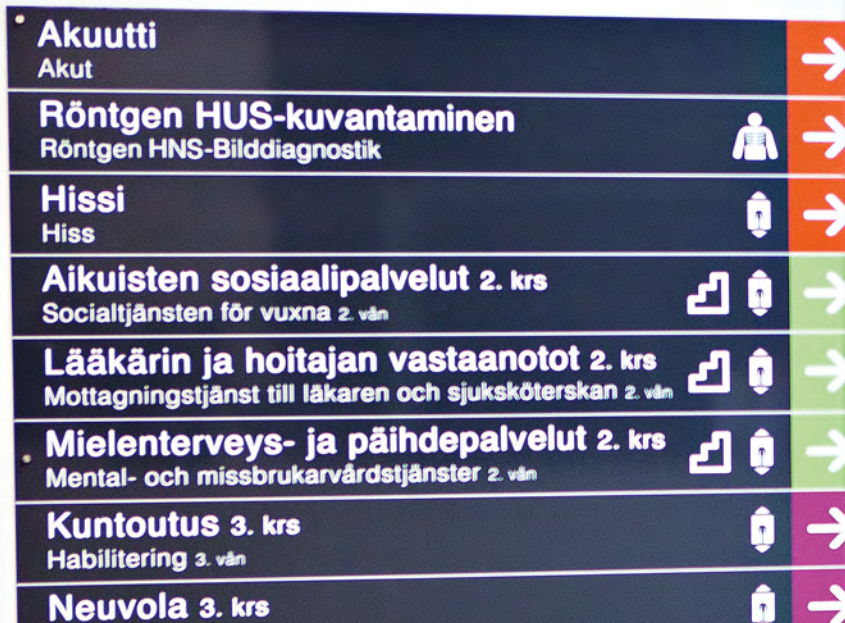 Akuutti
Akut
Röntgen HUS-kuvantaminen
Röntgen HNS-Bilddiagnostik
Hissi
Hiss
Aikuisten sosiaalipalvelut 2. krs
Socialtjänsten för vuxna 2. vån
Lääkärin ja hoitajan vastaanotot 2. krs
Mottagningstjänst till läkaren och sjuksköterskan 2. vån
Mielenterveys- ja päihdepalvelut 2. krs
Mental- och missbrukarvårdstjänster 2. vån
Kuntoutus 3. krs
Habilitering 3. vån
Neuvola 3. krs